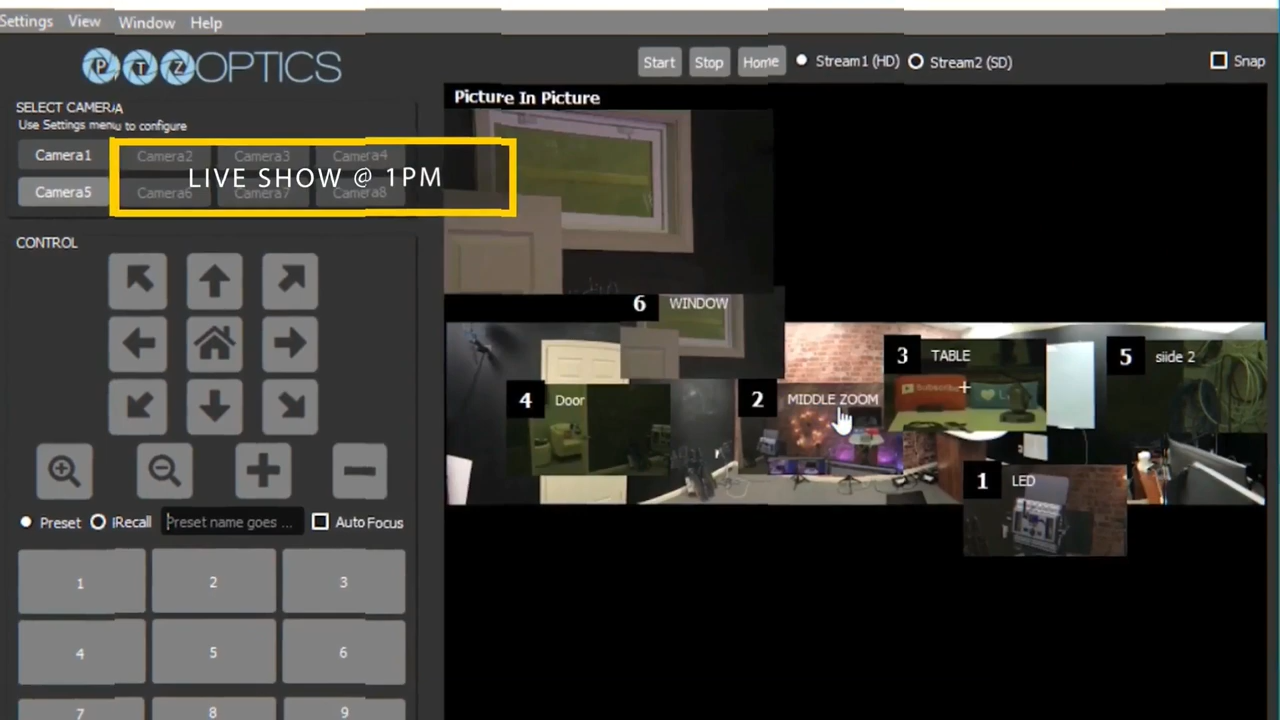 Settings View Window Help
PTZOPTICS
Start Stop Home Stream1 (HD) Stream2 (SD) Snap
SELECT CAMERA
Use Settings menu to configure
Camera1 Camera2 Camera3 Camera4
LIVE SHOW @ 1PM
Camera5 Camera6 Camera7 Camera8
CONTROL
Preset iRecall Preset name goes ... Auto Focus
1 2 3
4 5 6
7 8 9
Picture In Picture
6 WINDOW
3 TABLE
5 siide 2
Subscribe
4 Door
2 MIDDLE ZOOM
1 LED